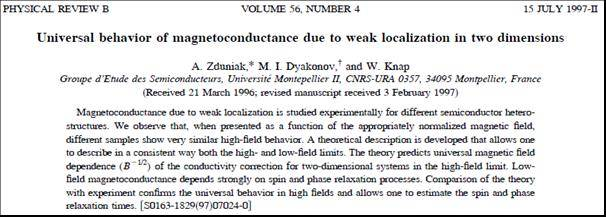 PHYSICAL REVIEW B VOLUME 56, NUMBER 4 15 JULY 1997-II
Universal behavior of magnetoconductance due to weak localization in two dimensions
A. Zduniak,* M. I. Dyakonov,† and W. Knap
Groupe d'Etude des Semiconducteurs, Université Montepellier II, CNRS-URA 0357, 34095 Montpellier, France
(Received 21 March 1996; revised manuscript received 3 February 1997)
Magnetoconductance due to weak localization is studied experimentally for different semiconductor hetero-
structures. We observe that, when presented as a function of the appropriately normalized magnetic field,
different samples show very similar high-field behavior. A theoretical description is developed that allows one
to describe in a consistent way both the high- and low-field limits. The theory predicts universal magnetic field
dependence (B⁻¹/²) of the conductivity correction for two-dimensional systems in the high-field limit. Low-
field magnetoconductance depends strongly on spin and phase relaxation processes. Comparison of the theory
with experiment confirms the universal behavior in high fields and allows one to estimate the spin and phase
relaxation times. [S0163-1829(97)07024-0]